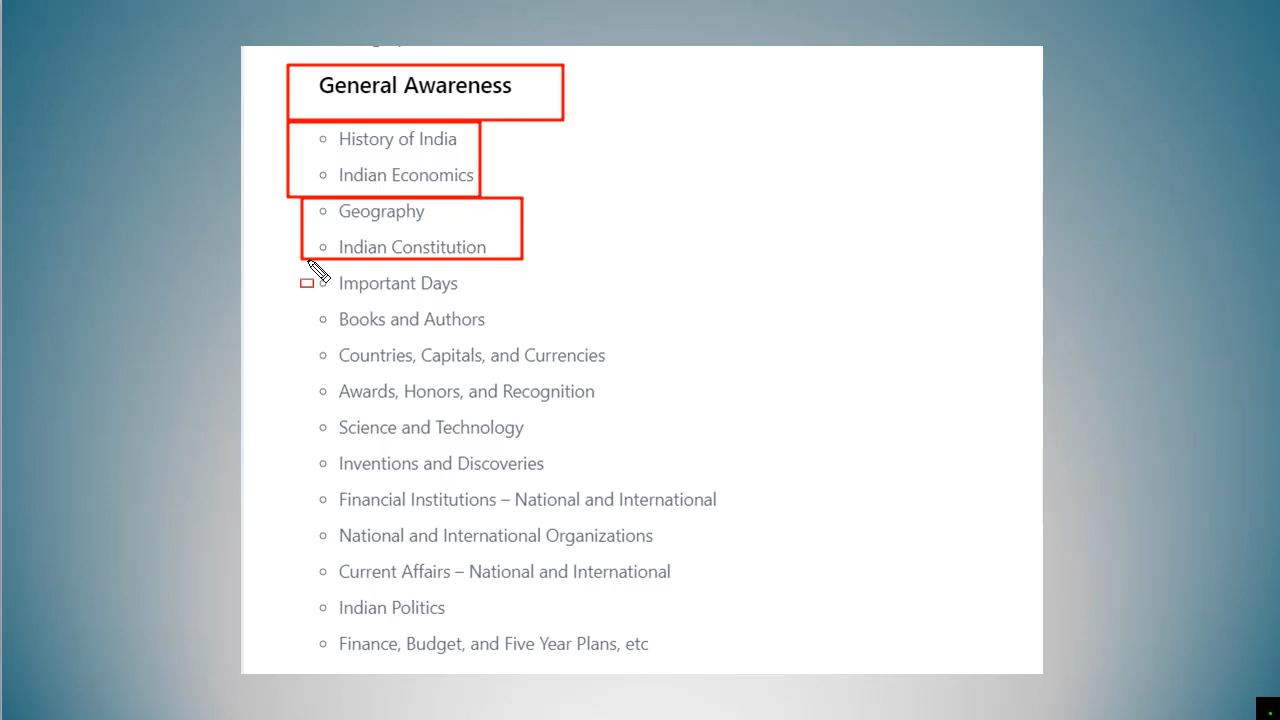 General Awareness
History of India
Indian Economics
Geography
Indian Constitution
Important Days
Books and Authors
Countries, Capitals, and Currencies
Awards, Honors, and Recognition
Science and Technology
Inventions and Discoveries
Financial Institutions – National and International
National and International Organizations
Current Affairs – National and International
Indian Politics
Finance, Budget, and Five Year Plans, etc